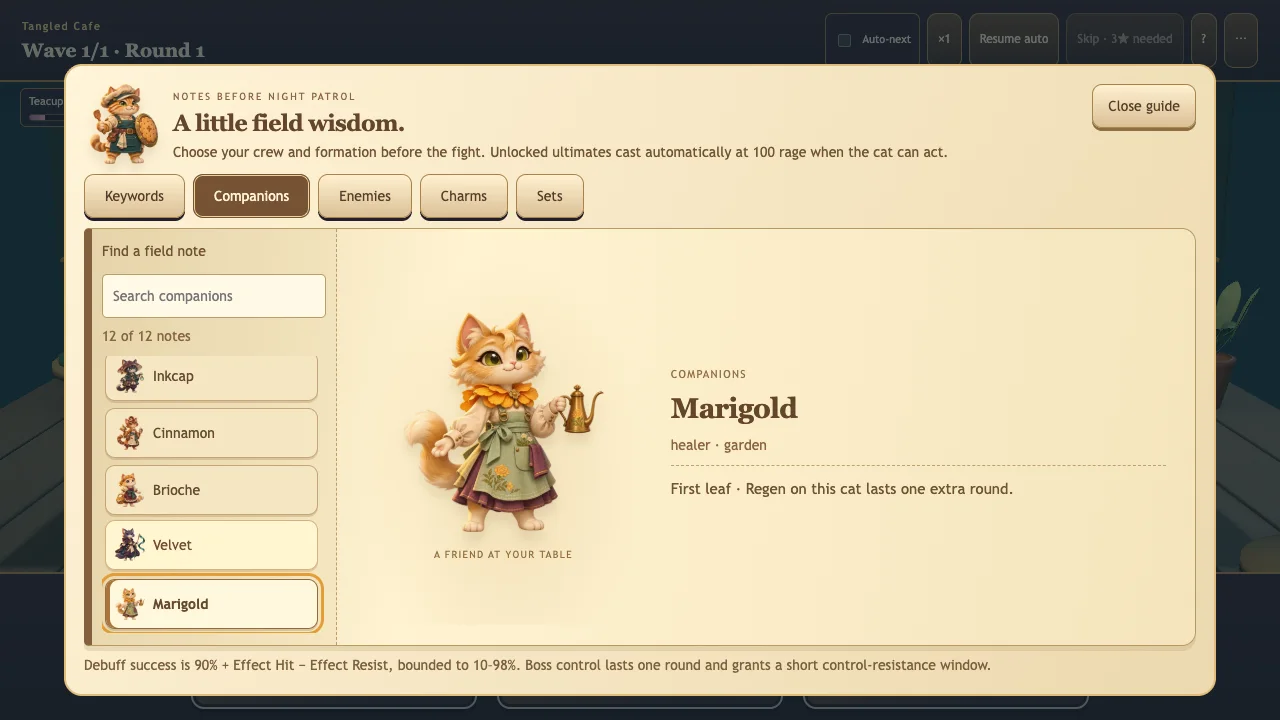 Tangled Cafe
Wave 1/1 · Round 1
Auto-next
×1
Resume auto
Skip · 3★ needed
?
...
Teacup
NOTES BEFORE NIGHT PATROL
A little field wisdom.
Choose your crew and formation before the fight. Unlocked ultimates cast automatically at 100 rage when the cat can act.
Close guide
Keywords
Companions
Enemies
Charms
Sets
Find a field note
Search companions
12 of 12 notes
Inkcap
Cinnamon
Brioche
Velvet
Marigold
A FRIEND AT YOUR TABLE
COMPANIONS
Marigold
healer · garden
First leaf · Regen on this cat lasts one extra round.
Debuff success is 90% + Effect Hit − Effect Resist, bounded to 10–98%. Boss control lasts one round and grants a short control-resistance window.